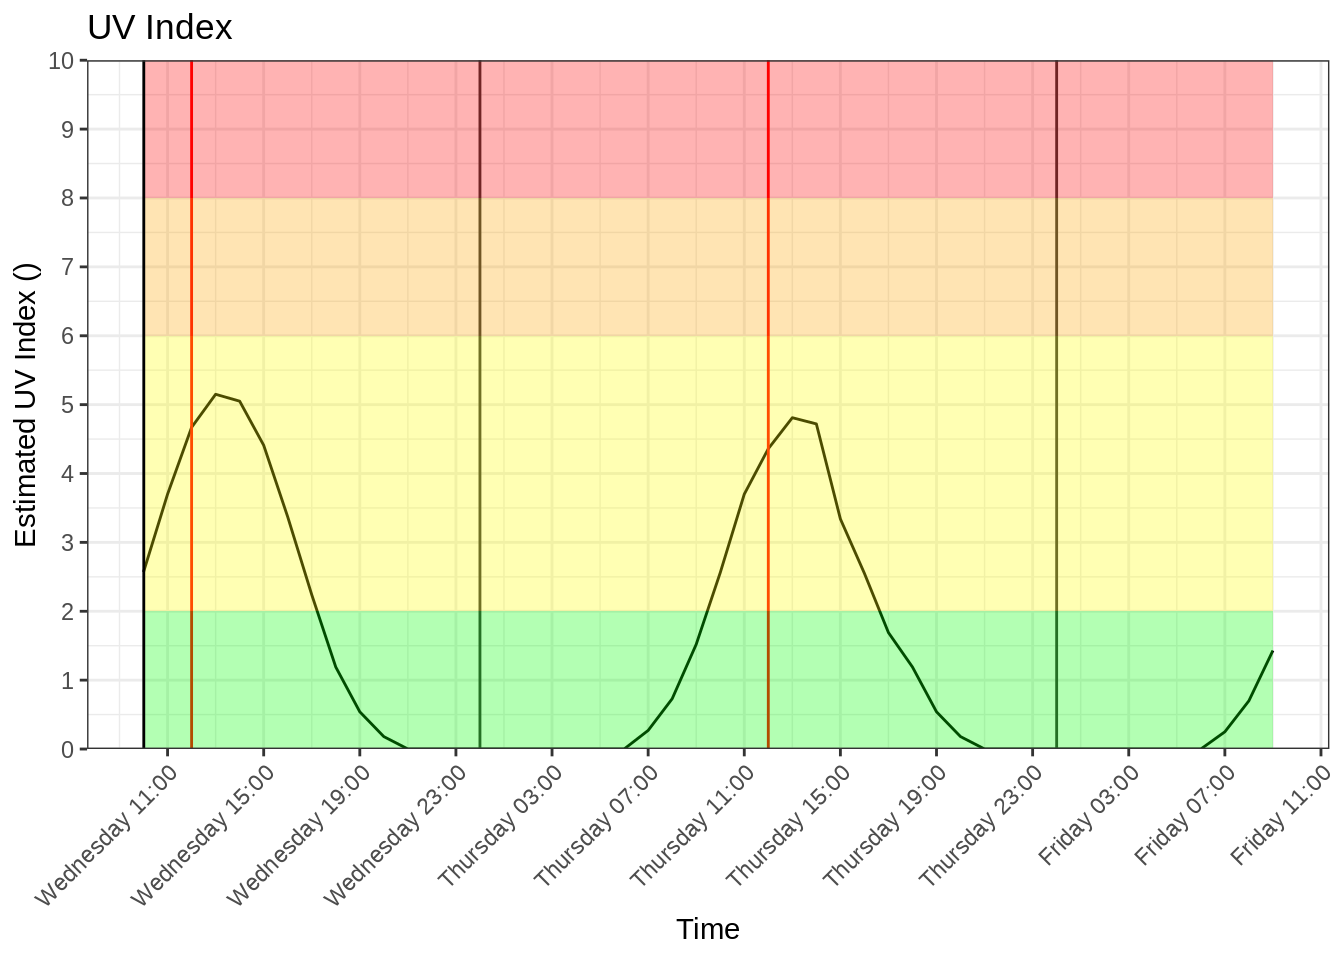 UV Index
Estimated UV Index ()
10
9
8
7
6
5
4
3
2
1
0
Wednesday 11:00
Wednesday 15:00
Wednesday 19:00
Wednesday 23:00
Thursday 03:00
Thursday 07:00
Thursday 11:00
Thursday 15:00
Thursday 19:00
Thursday 23:00
Friday 03:00
Friday 07:00
Friday 11:00
Time